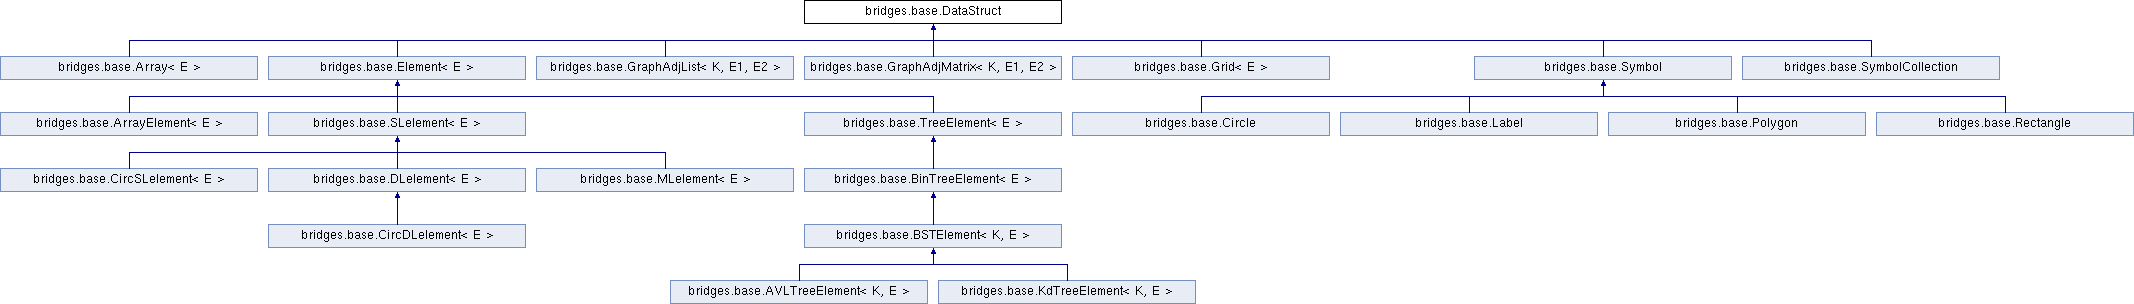 bridges.base.DataStruct
bridges.base.Array< E >
bridges.base.Element< E >
bridges.base.GraphAdjList< K, E1, E2 >
bridges.base.GraphAdjMatrix< K, E1, E2 >
bridges.base.Grid< E >
bridges.base.Symbol
bridges.base.SymbolCollection
bridges.base.ArrayElement< E >
bridges.base.SLelement< E >
bridges.base.TreeElement< E >
bridges.base.Circle
bridges.base.Label
bridges.base.Polygon
bridges.base.Rectangle
bridges.base.CircSLelement< E >
bridges.base.DLelement< E >
bridges.base.MLelement< E >
bridges.base.BinTreeElement< E >
bridges.base.CircDLelement< E >
bridges.base.BSTElement< K, E >
bridges.base.AVLTreeElement< K, E >
bridges.base.KdTreeElement< K, E >